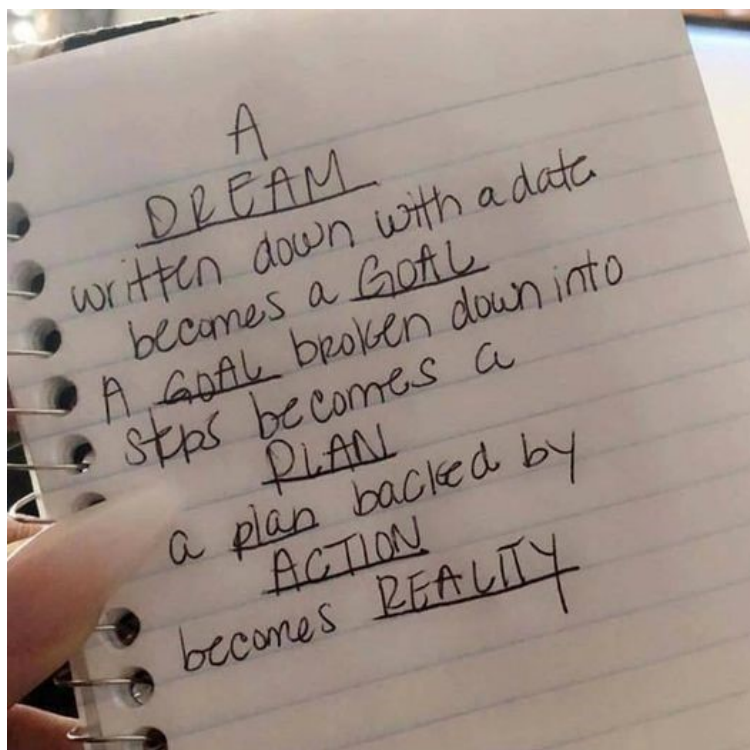 A
DREAM
written down with a date
becomes a GOAL
A GOAL broken down into
steps becomes a
PLAN
a plan backed by
ACTION
becomes REALITY